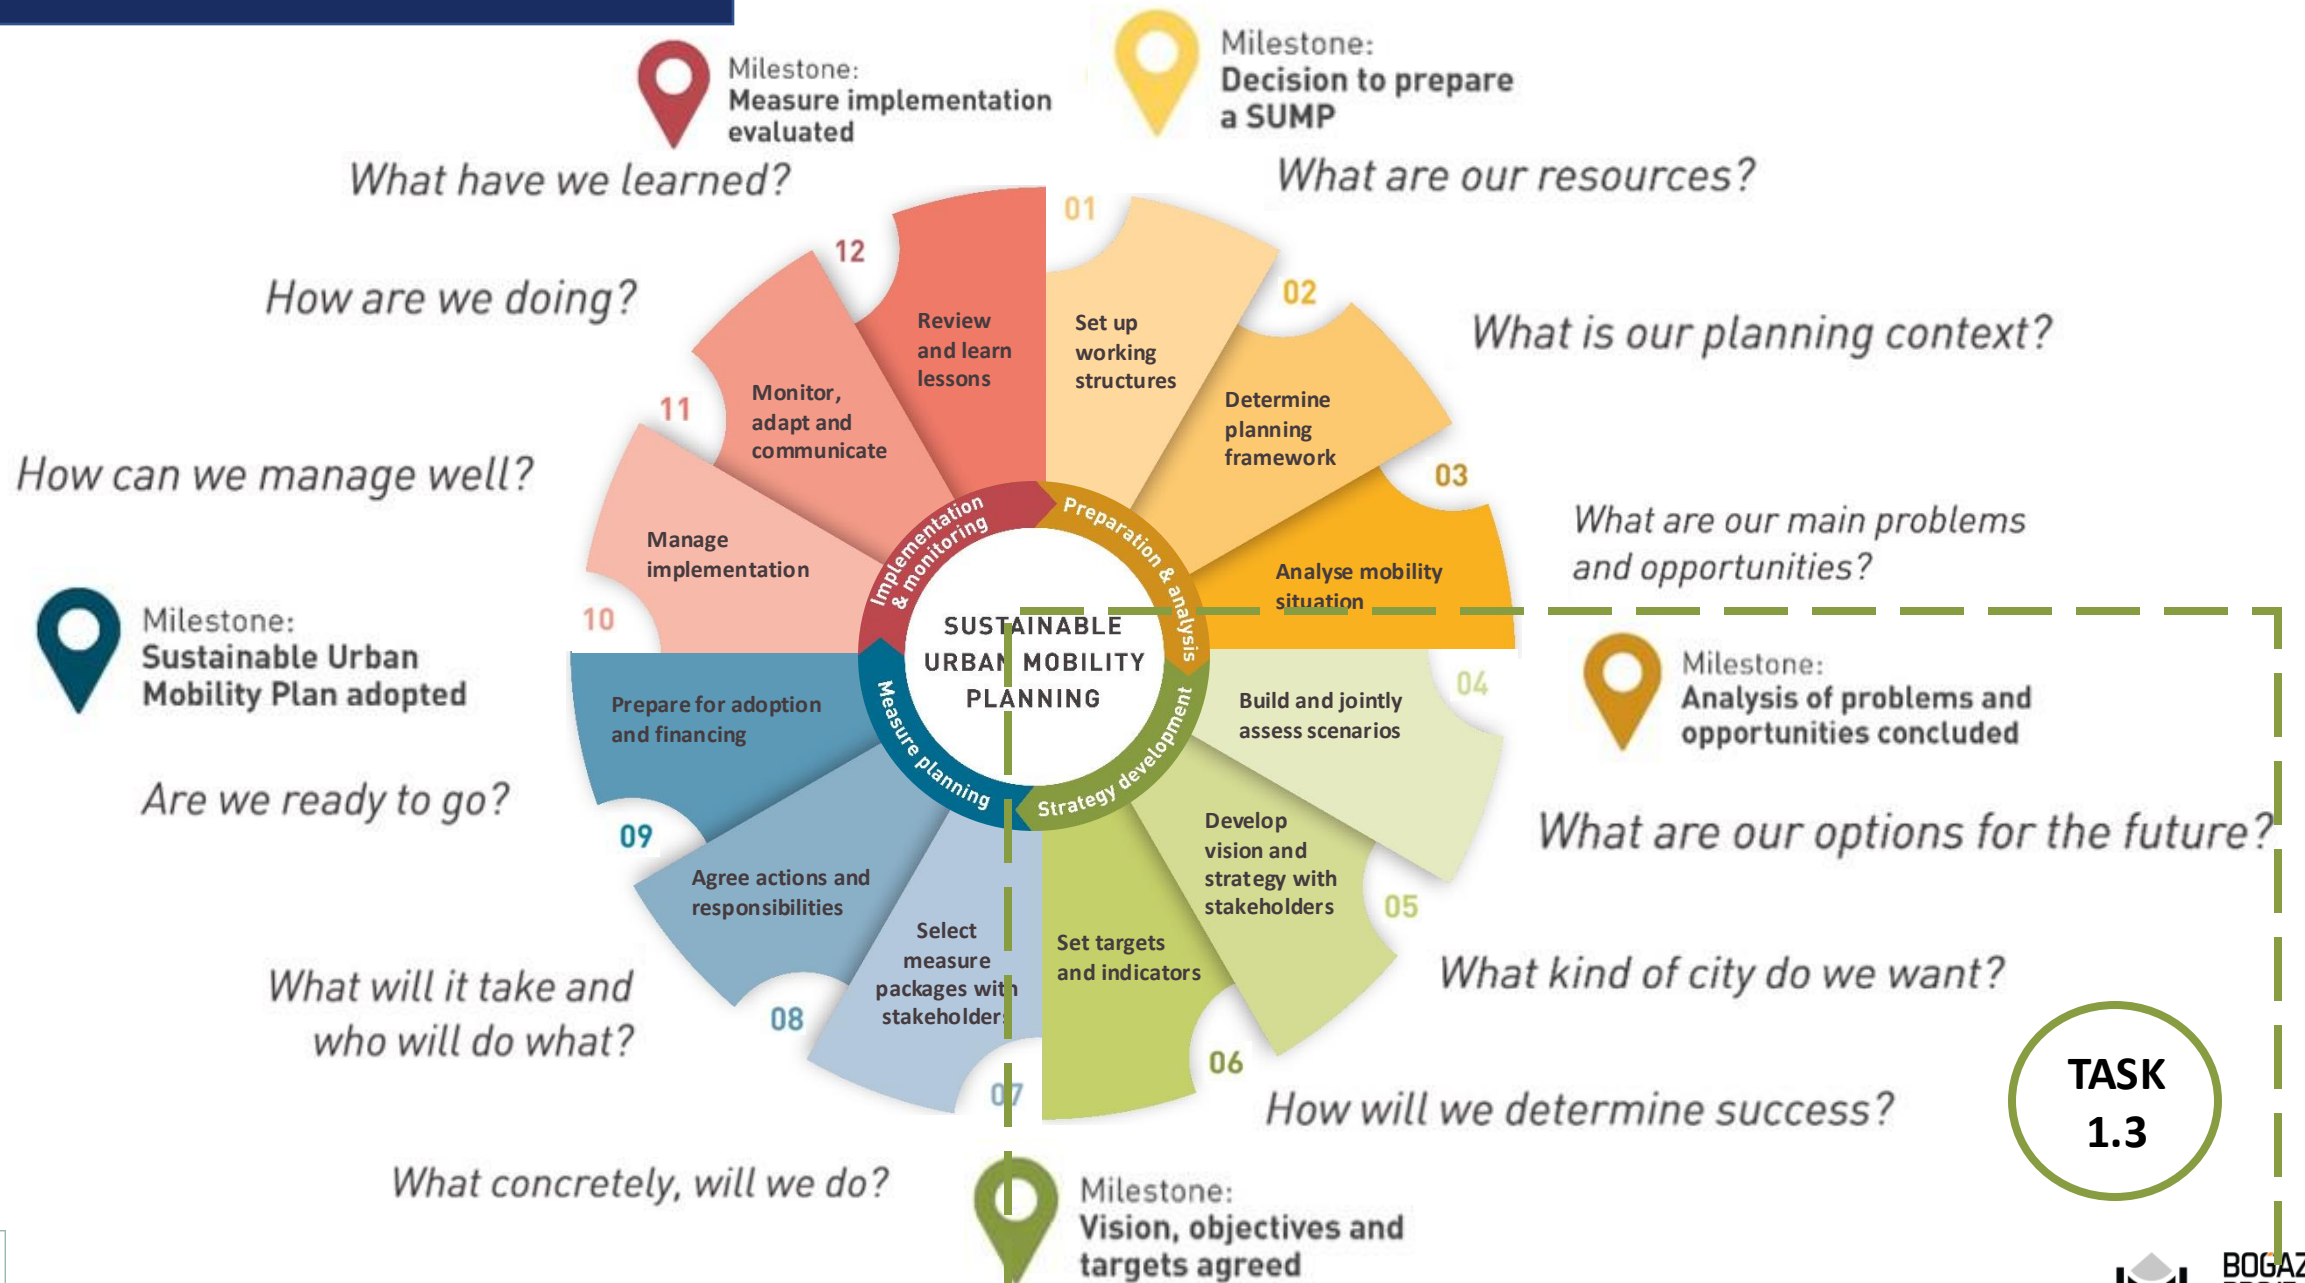 Milestone:
Measure implementation
evaluated
Milestone:
Decision to prepare
a SUMP
What have we learned?
What are our resources?
How are we doing?
What is our planning context?
How can we manage well?
What are our main problems
and opportunities?
01
Set up
working
structures
02
Determine
planning
framework
03
Analyse mobility
situation
04
Build and jointly
assess scenarios
05
Develop
vision and
strategy with
stakeholders
06
Set targets
and indicators
07
Select
measure
packages with
stakeholders
08
Agree actions and
responsibilities
09
Prepare for adoption
and financing
10
Manage
implementation
11
Monitor,
adapt and
communicate
12
Review
and learn
lessons
Preparation & analysis
Strategy development
Measure planning
Implementation
& monitoring
SUSTAINABLE
URBAN MOBILITY
PLANNING
Milestone:
Sustainable Urban
Mobility Plan adopted
Milestone:
Analysis of problems and
opportunities concluded
Are we ready to go?
What are our options for the future?
What will it take and
who will do what?
What kind of city do we want?
TASK
1.3
How will we determine success?
What concretely, will we do?
Milestone:
Vision, objectives and
targets agreed
BOGAZ